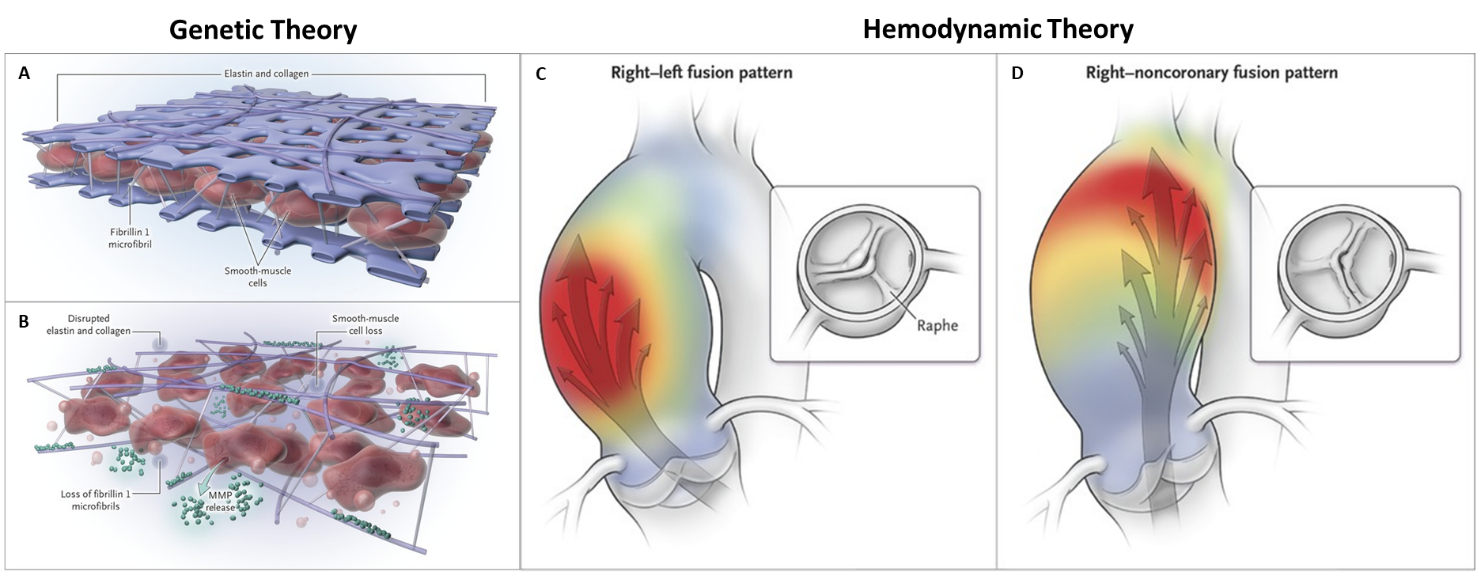 Genetic Theory
Hemodynamic Theory
A
Elastin and collagen
Fibrillin 1
microfibril
Smooth-muscle
cells
B
Disrupted
elastin and collagen
Smooth-muscle
cell loss
Loss of fibrillin 1
microfibrils
MMP
release
C
Right–left fusion pattern
Raphe
D
Right–noncoronary fusion pattern